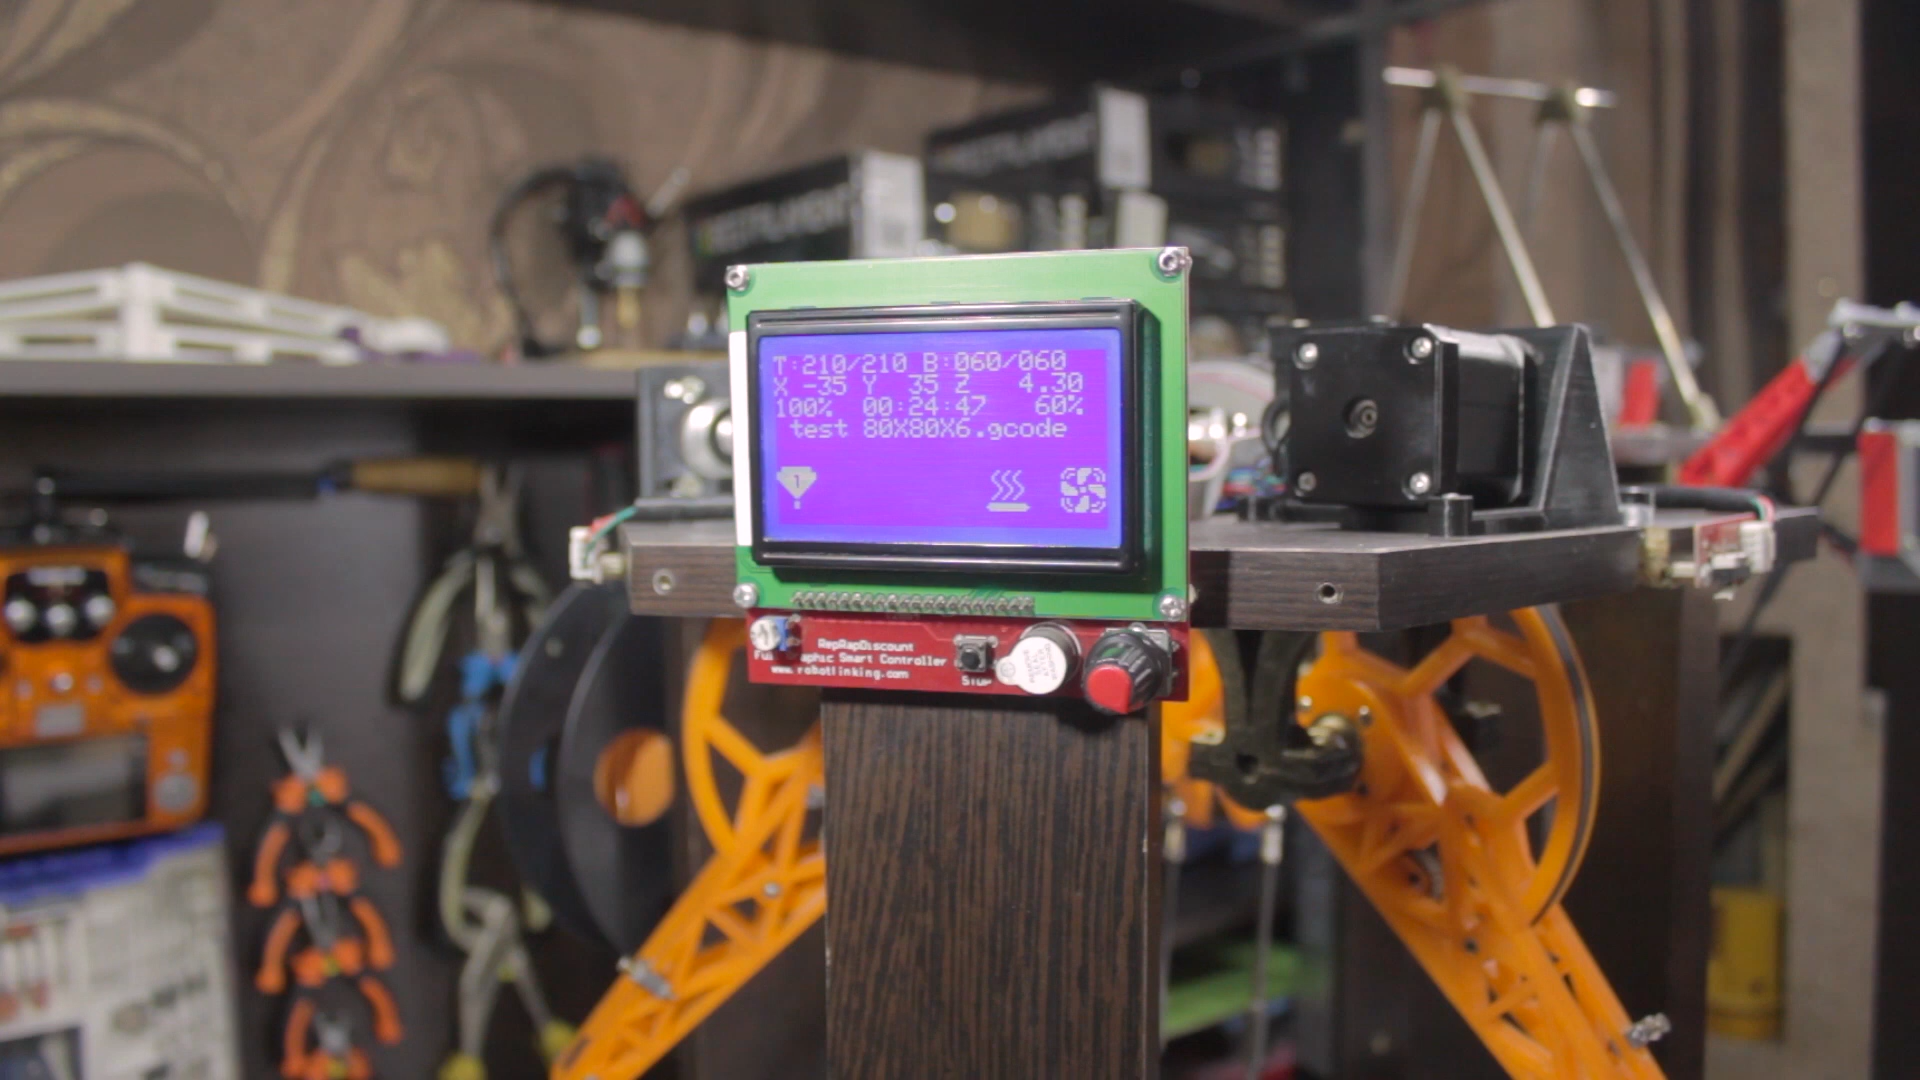 T:210/210 B:060/060
X -35 Y 35 Z 4.30
100% 00:24:47 60%
test 80X80X6.gcode
1
RepRapDiscount
Smart Controller
www.robotlinking.com
STOP